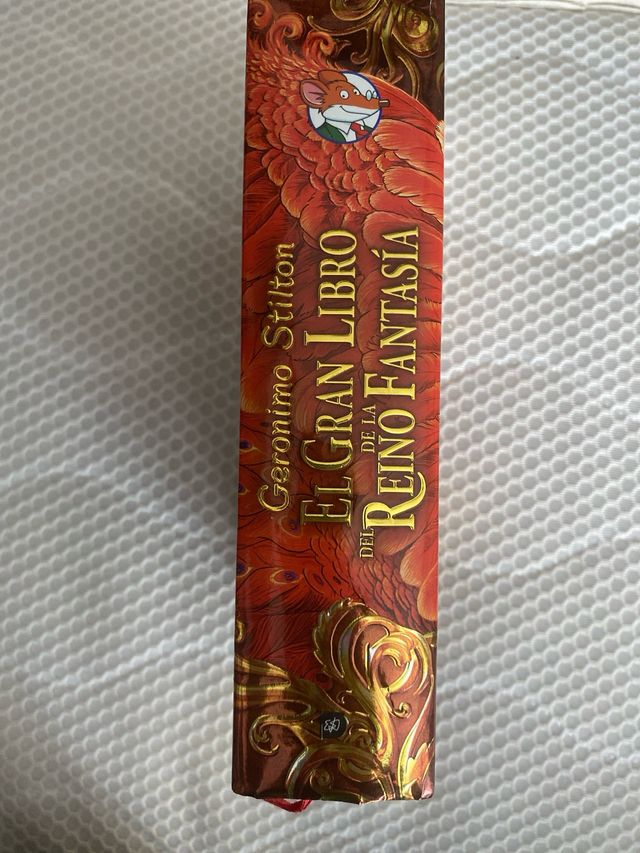 Geronimo Stilton
EL GRAN LIBRO
DE LA
DEL REINO FANTASÍA